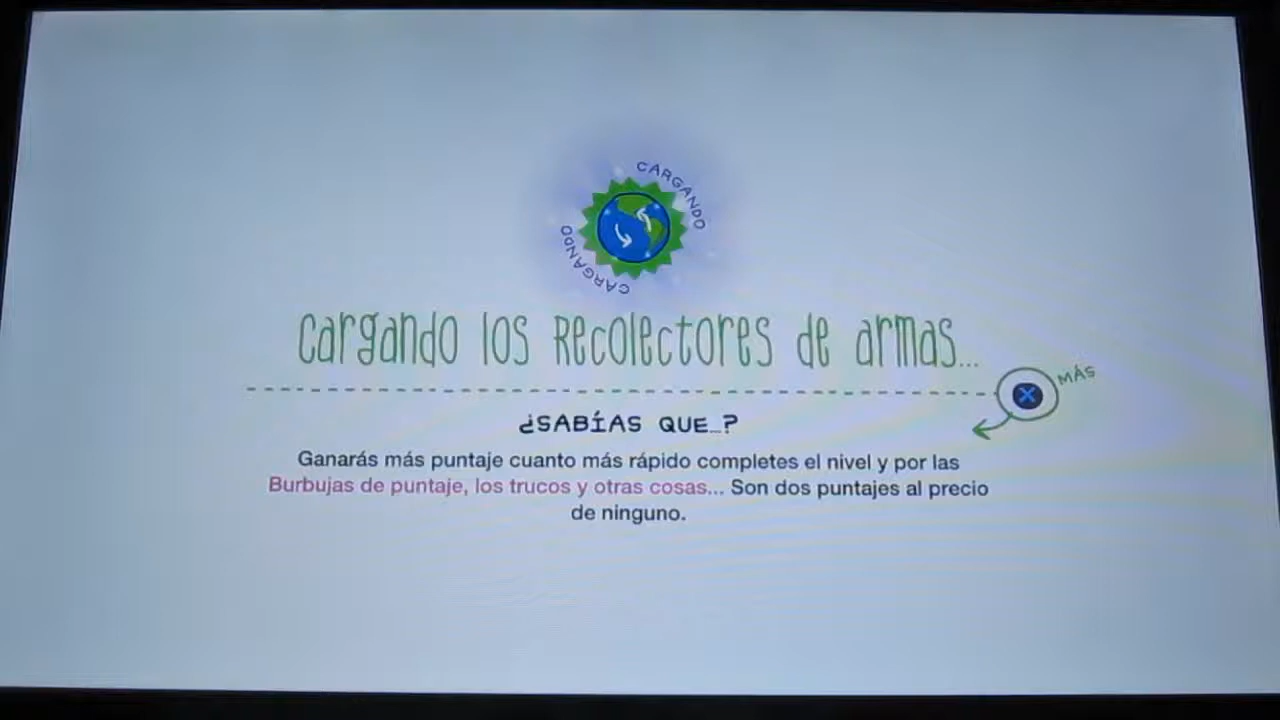 CARGANDO
CARGANDO
Cargando los Recolectores de armas...
MÁS
¿SABÍAS QUE...?
Ganarás más puntaje cuanto más rápido completes el nivel y por las
Burbujas de puntaje, los trucos y otras cosas... Son dos puntajes al precio
de ninguno.